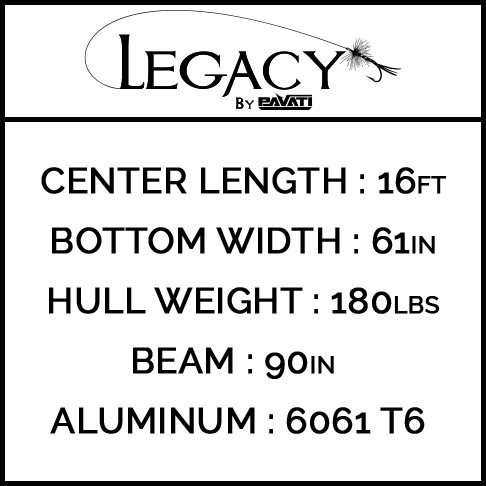 LEGACY
BY PAVATI
CENTER LENGTH : 16FT
BOTTOM WIDTH : 61IN
HULL WEIGHT : 180LBS
BEAM : 90IN
ALUMINUM : 6061 T6